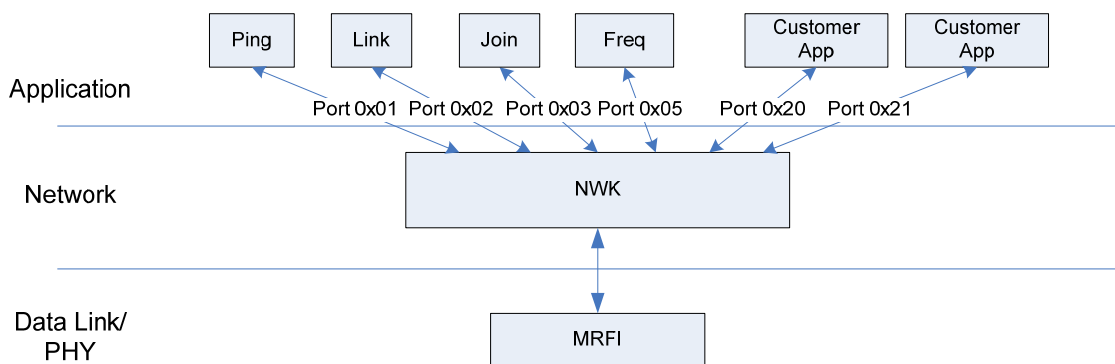 Ping
Link
Join
Freq
Customer
App
Customer
App
Application
Port 0x01
Port 0x02
Port 0x03
Port 0x05
Port 0x20
Port 0x21
Network
NWK
Data Link/
PHY
MRFI